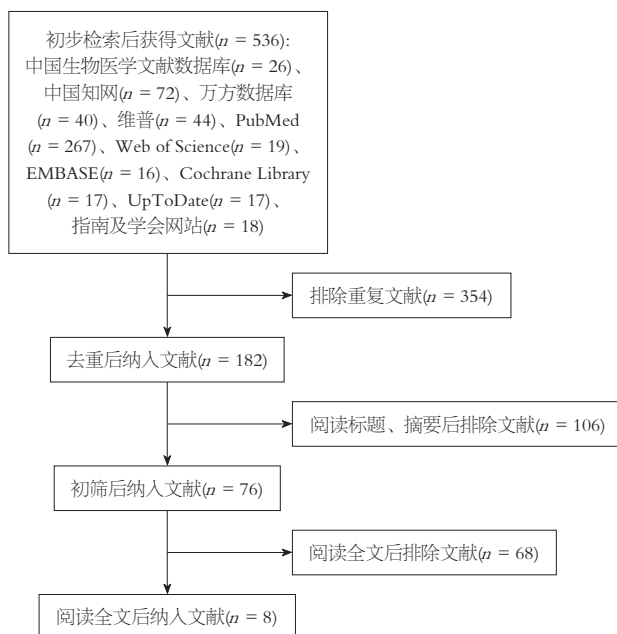 初步检索后获得文献(n = 536):
中国生物医学文献数据库(n = 26)、
中国知网(n = 72)、万方数据库
(n = 40)、维普(n = 44)、PubMed
(n = 267)、Web of Science(n = 19)、
EMBASE(n = 16)、Cochrane Library
(n = 17)、UpToDate(n = 17)、
指南及学会网站(n = 18)
排除重复文献(n = 354)
去重后纳入文献(n = 182)
阅读标题、摘要后排除文献(n = 106)
初筛后纳入文献(n = 76)
阅读全文后排除文献(n = 68)
阅读全文后纳入文献(n = 8)